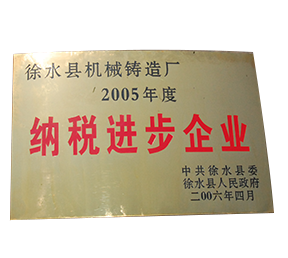 徐水县机械铸造厂
2005年度
纳税进步企业
中共徐水县委
徐水县人民政府
二00六年四月